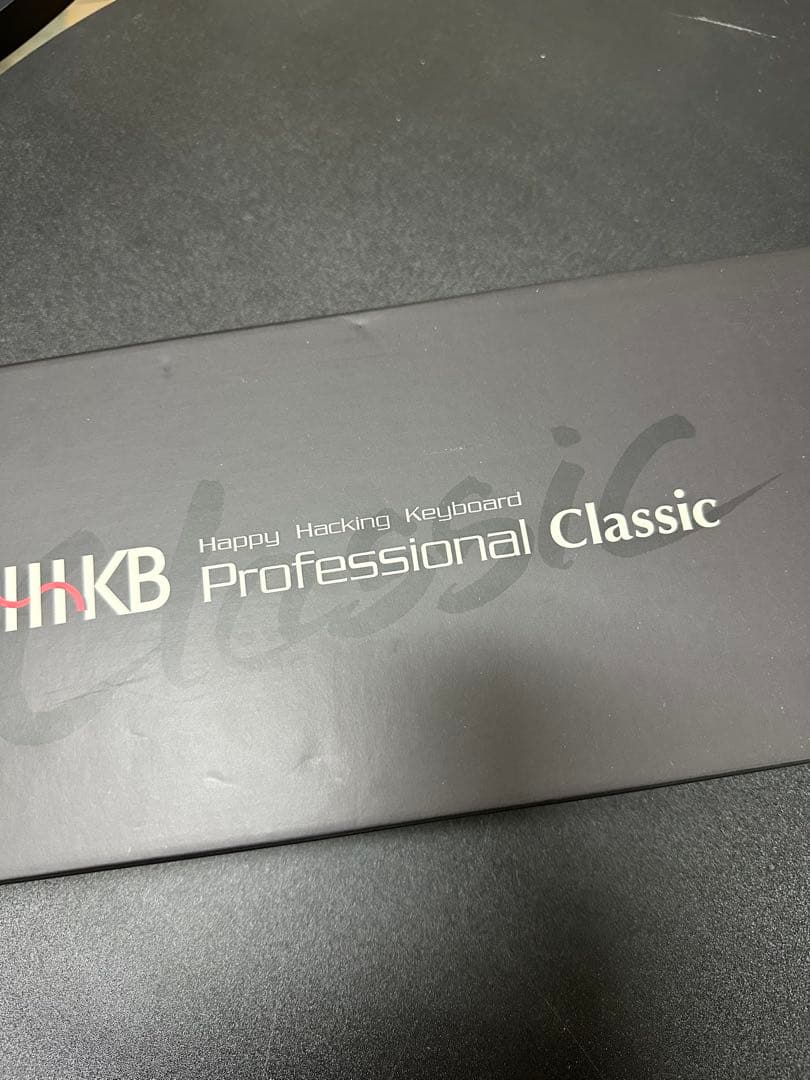 HHKB
Happy Hacking Keyboard
Professional Classic
Classic